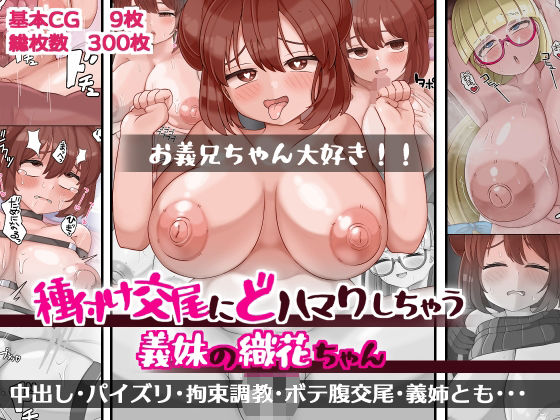 基本CG 9枚
総枚数 300枚
お義兄ちゃん大好き！！
種付け交尾にどハマりしちゃう
義妹の織花ちゃん
中出し・パイズリ・拘束調教・ボテ腹交尾・義姉とも・・・